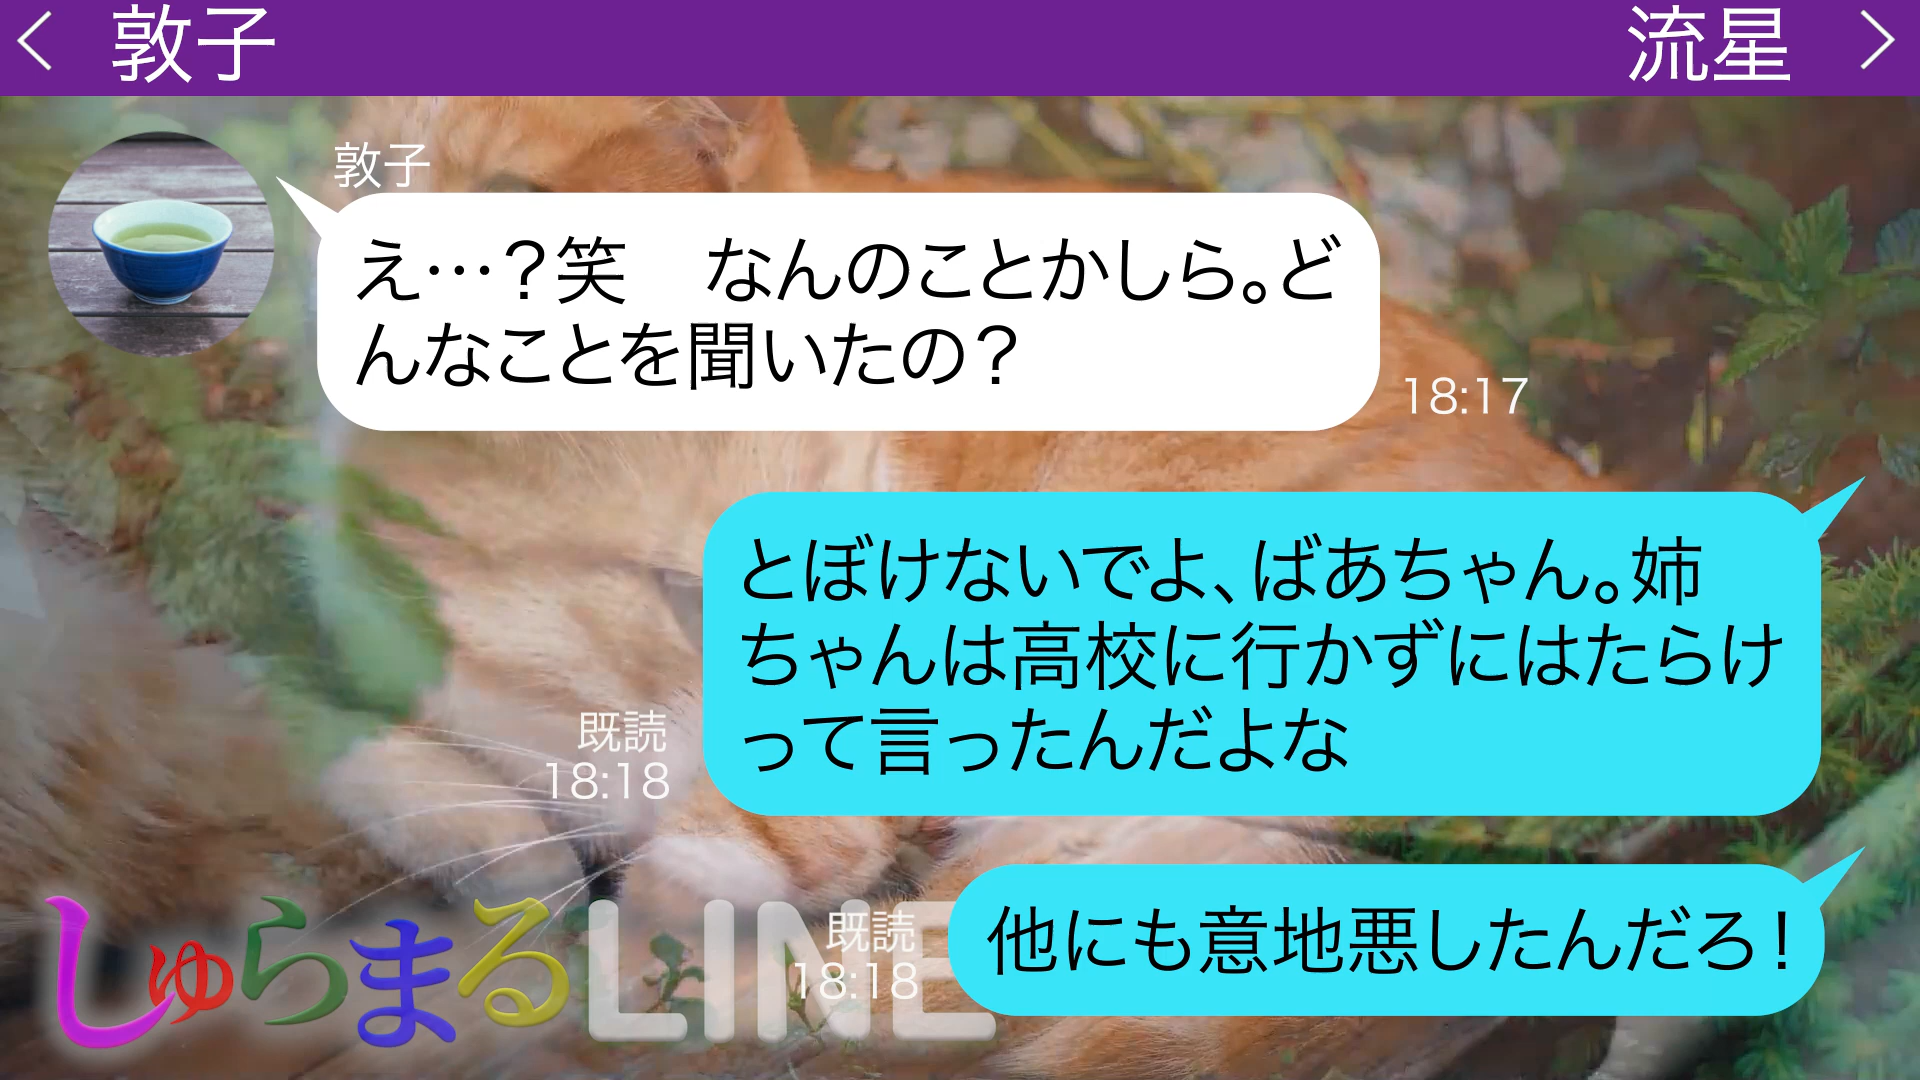 敦子
流星
敦子
え…？笑　なんのことかしら。ど
んなことを聞いたの？
18:17
とぼけないでよ、ばあちゃん。姉
ちゃんは高校に行かずにはたらけ
って言ったんだよな
既読
18:18
他にも意地悪したんだろ！
既読
18:18
しゅらまるLINE